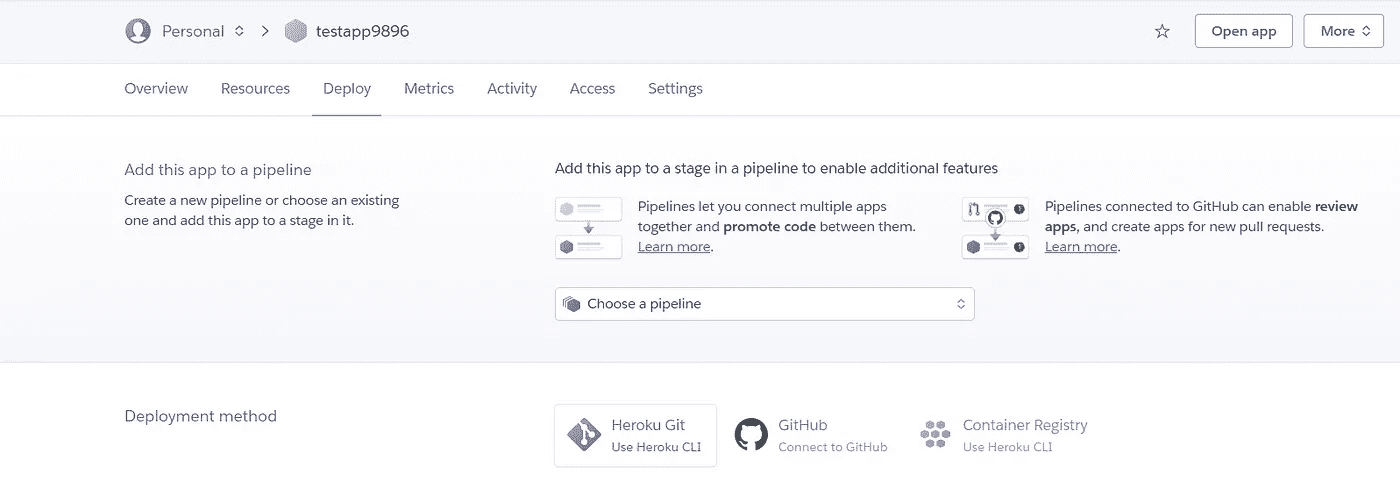 Personal
testapp9896
Open app
More
Overview
Resources
Deploy
Metrics
Activity
Access
Settings
Add this app to a pipeline
Create a new pipeline or choose an existing
one and add this app to a stage in it.
Add this app to a stage in a pipeline to enable additional features
Pipelines let you connect multiple apps
together and promote code between them.
Learn more.
Pipelines connected to GitHub can enable review
apps, and create apps for new pull requests.
Learn more.
Choose a pipeline
Deployment method
Heroku Git
Use Heroku CLI
GitHub
Connect to GitHub
Container Registry
Use Heroku CLI